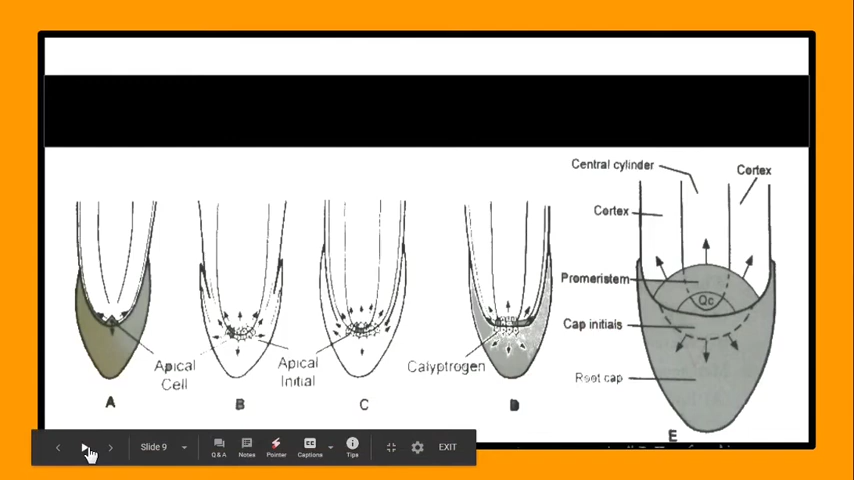 Central cylinder
Cortex
Cortex
Promeristem
Qc
Cap initials
Root cap
Apical
Cell
Apical
Initial
Calyptrogen
A
B
C
D
E
Slide 9
Q & A
Notes
Pointer
Captions
Tips
EXIT
CC